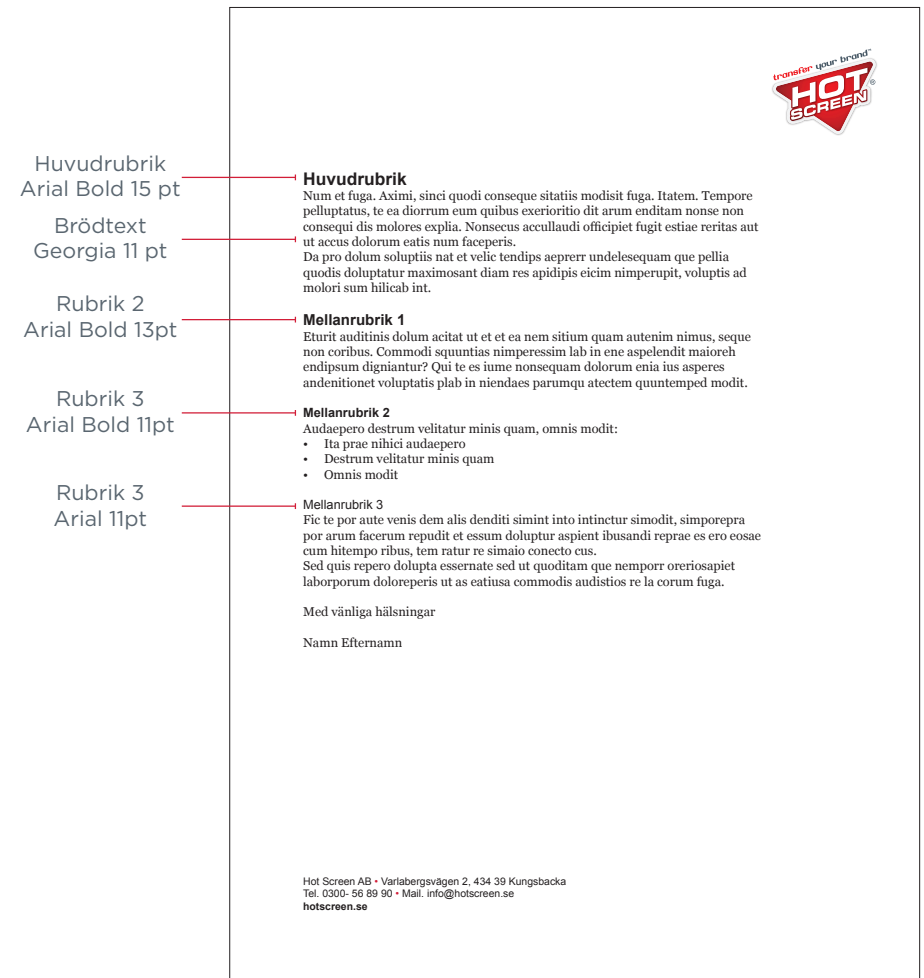 transfer your brand™
HOT
SCREEN
®
Huvudrubrik
Arial Bold 15 pt
Brödtext
Georgia 11 pt
Rubrik 2
Arial Bold 13pt
Rubrik 3
Arial Bold 11pt
Rubrik 3
Arial 11pt
Huvudrubrik
Num et fuga. Aximi, sinci quodi conseque sitatiis modisit fuga. Itatem. Tempore
pelluptatus, te ea diorrum eum quibus exerioritio dit arum enditam nonse non
consequi dis molores explia. Nonsecus accullaudi officipiet fugit estiae reritas aut
ut accus dolorum eatis num faceperis.
Da pro dolum soluptiis nat et velic tendips aeprerr undelesequam que pellia
quodis doluptatur maximosant diam res apidipis eicim nimperupit, voluptis ad
molori sum hilicab int.
Mellanrubrik 1
Eturit auditinis dolum acitat ut et et ea nem sitium quam autenim nimus, seque
non coribus. Commodi squuntias nimperessim lab in ene aspelendit maioreh
endipsum digniantur? Qui te es iume nonsequam dolorum enia ius asperes
andenitionet voluptatis plab in niendaes parumqu atectem quuntemped modit.
Mellanrubrik 2
Audaepero destrum velitatur minis quam, omnis modit:
• Ita prae nihici audaepero
• Destrum velitatur minis quam
• Omnis modit
Mellanrubrik 3
Fic te por aute venis dem alis denditi simint into intinctur simodit, simporepra
por arum facerum repudit et essum doluptur aspient ibusandi reprae es ero eosae
cum hitempo ribus, tem ratur re simaio conecto cus.
Sed quis repero dolupta essernate sed ut quoditam que nemporr oreriosapiet
laborporum doloreperis ut as eatiusa commodis audistios re la corum fuga.
Med vänliga hälsningar
Namn Efternamn
Hot Screen AB • Varlabergsvägen 2, 434 39 Kungsbacka
Tel. 0300- 56 89 90 • Mail. info@hotscreen.se
hotscreen.se